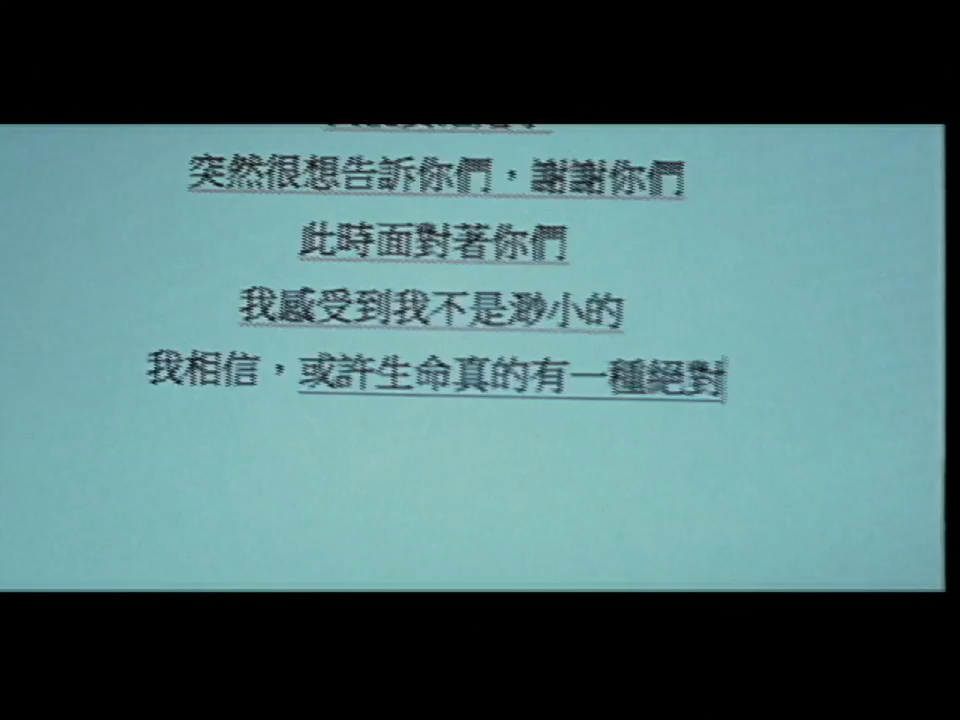 突然很想告訴你們，謝謝你們
此時面對著你們
我感受到我不是渺小的
我相信，或許生命真的有一種絕對